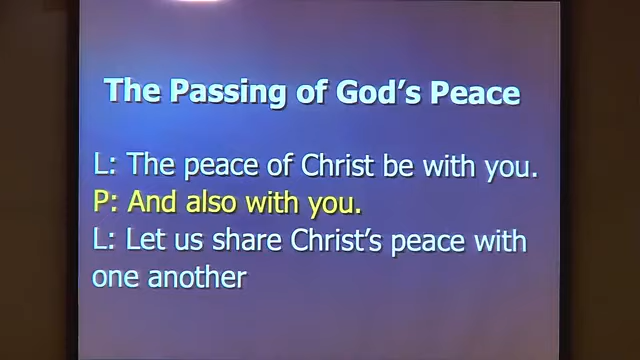 The Passing of God's Peace
L: The peace of Christ be with you.
P: And also with you.
L: Let us share Christ's peace with
one another